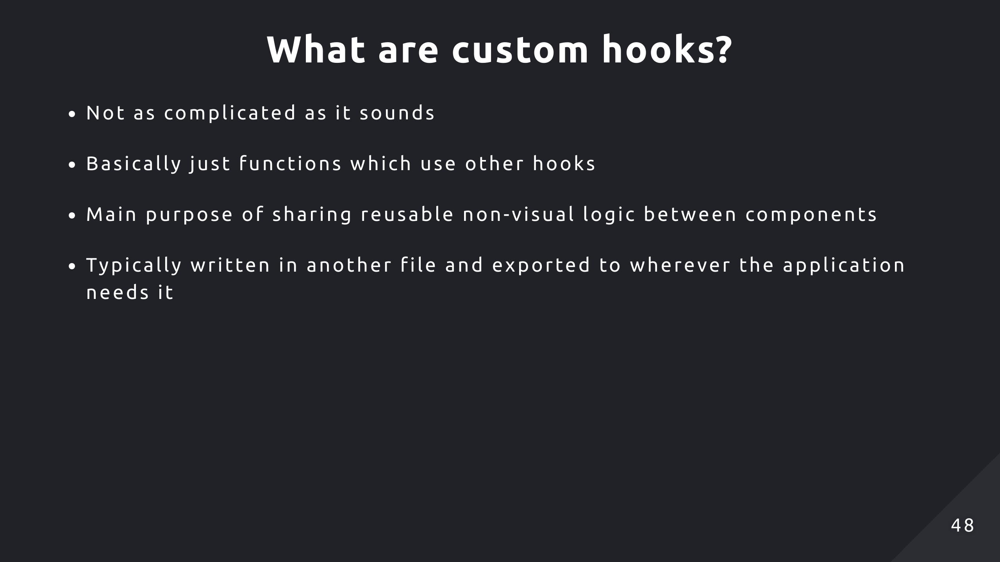 What are custom hooks?
• Not as complicated as it sounds
• Basically just functions which use other hooks
• Main purpose of sharing reusable non-visual logic between components
• Typically written in another file and exported to wherever the application
needs it
48